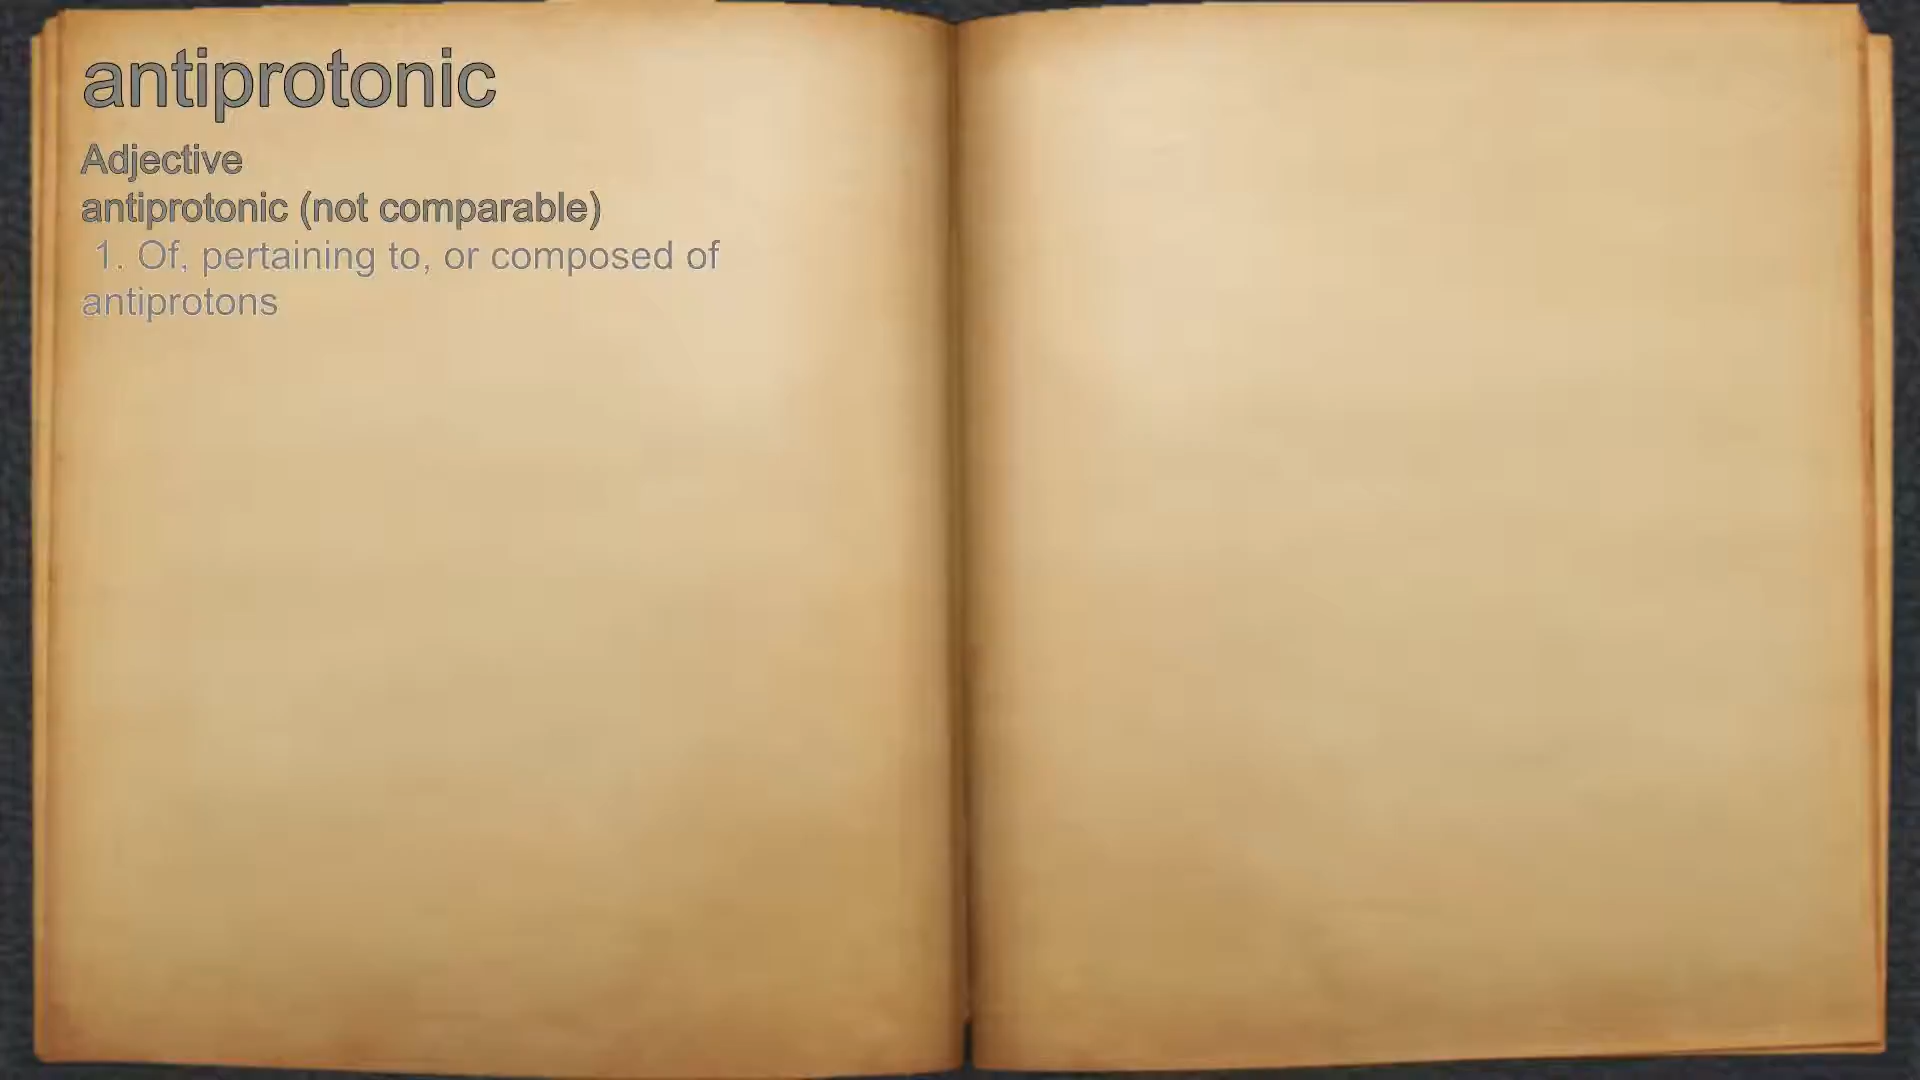 antiprotonic
Adjective
antiprotonic (not comparable)
1. Of, pertaining to, or composed of
antiprotons